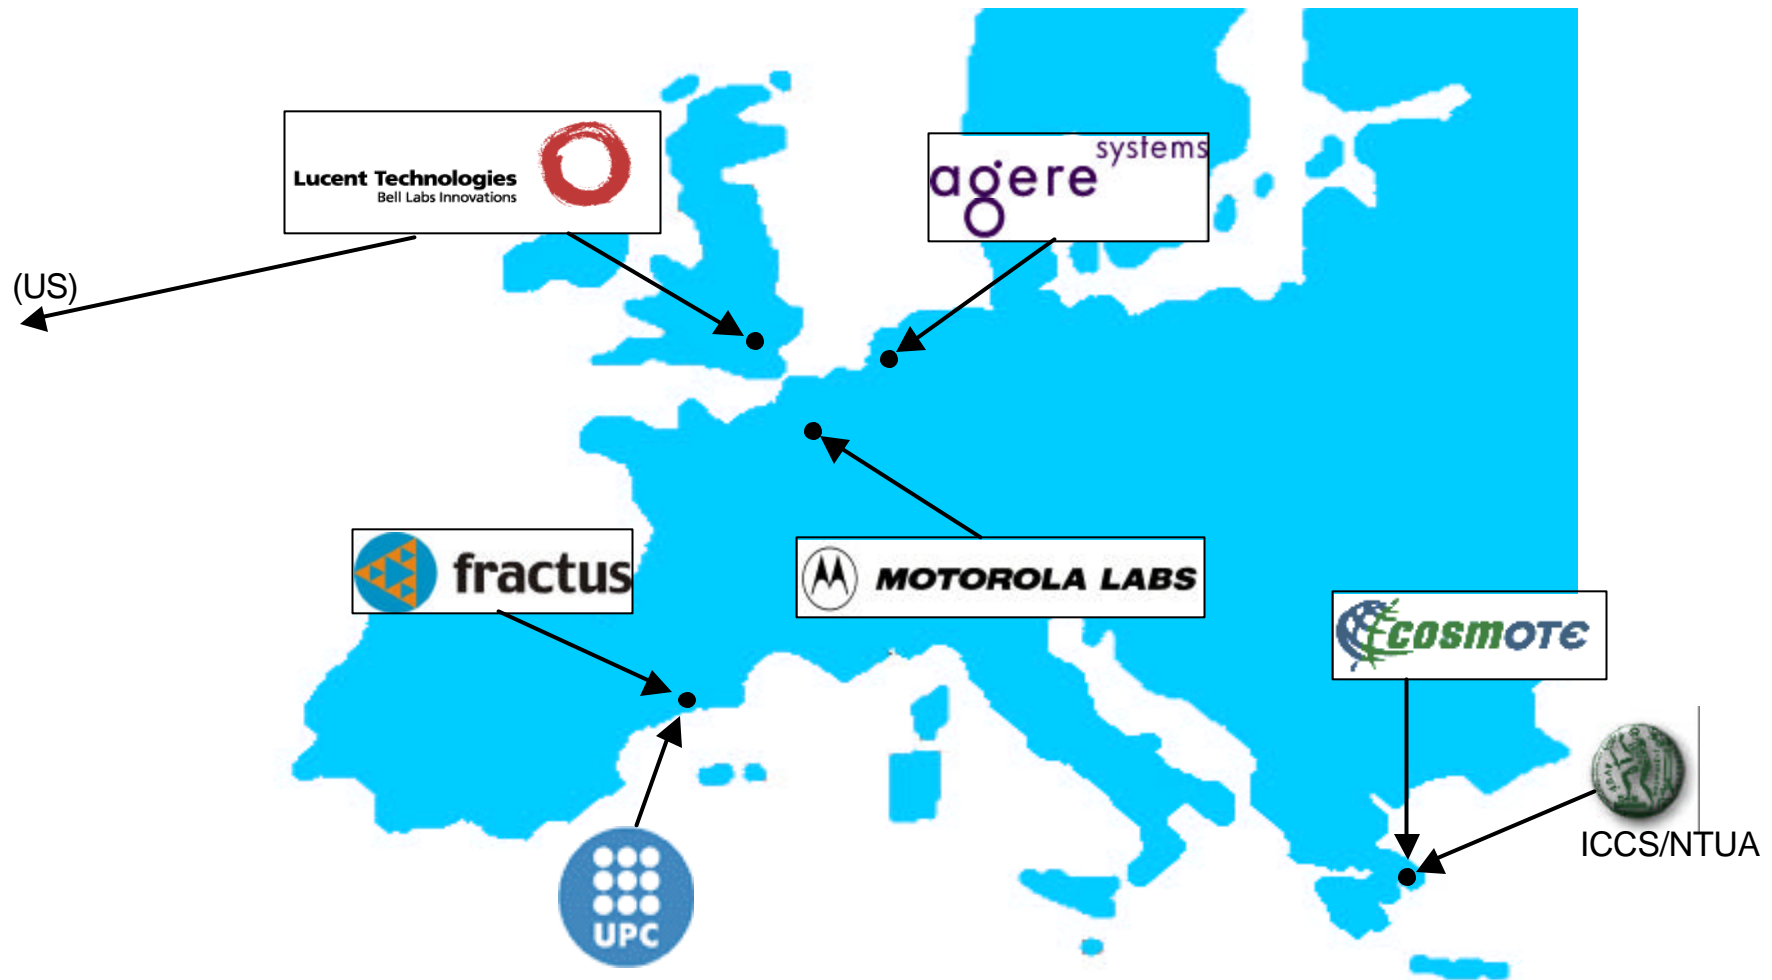 Lucent Technologies
Bell Labs Innovations
systems
agere
(US)
fractus
MOTOROLA LABS
COSMOTE
ICCS/NTUA
UPC